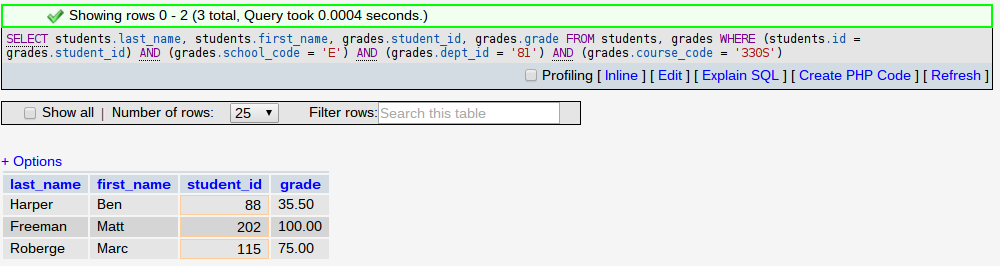 Showing rows 0 - 2 (3 total, Query took 0.0004 seconds.)
SELECT students.last_name, students.first_name, grades.student_id, grades.grade FROM students, grades WHERE (students.id =
grades.student_id) AND (grades.school_code = 'E') AND (grades.dept_id = '81') AND (grades.course_code = '330S')
Profiling [ Inline ] [ Edit ] [ Explain SQL ] [ Create PHP Code ] [ Refresh ]
Show all | Number of rows: 25 Filter rows: Search this table
+ Options
last_name first_name student_id grade
Harper Ben 88 35.50
Freeman Matt 202 100.00
Roberge Marc 115 75.00